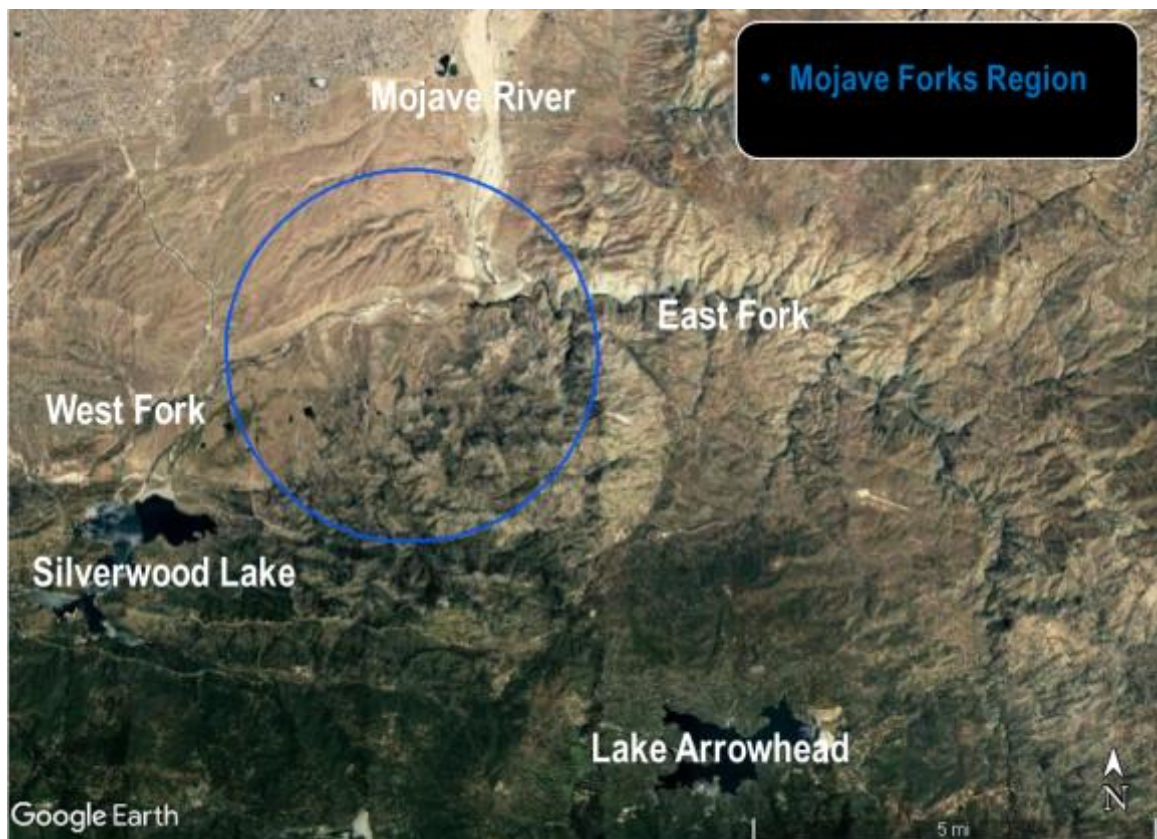 Mojave River
• Mojave Forks Region
East Fork
West Fork
Silverwood Lake
Lake Arrowhead
N
Google Earth
5 mi